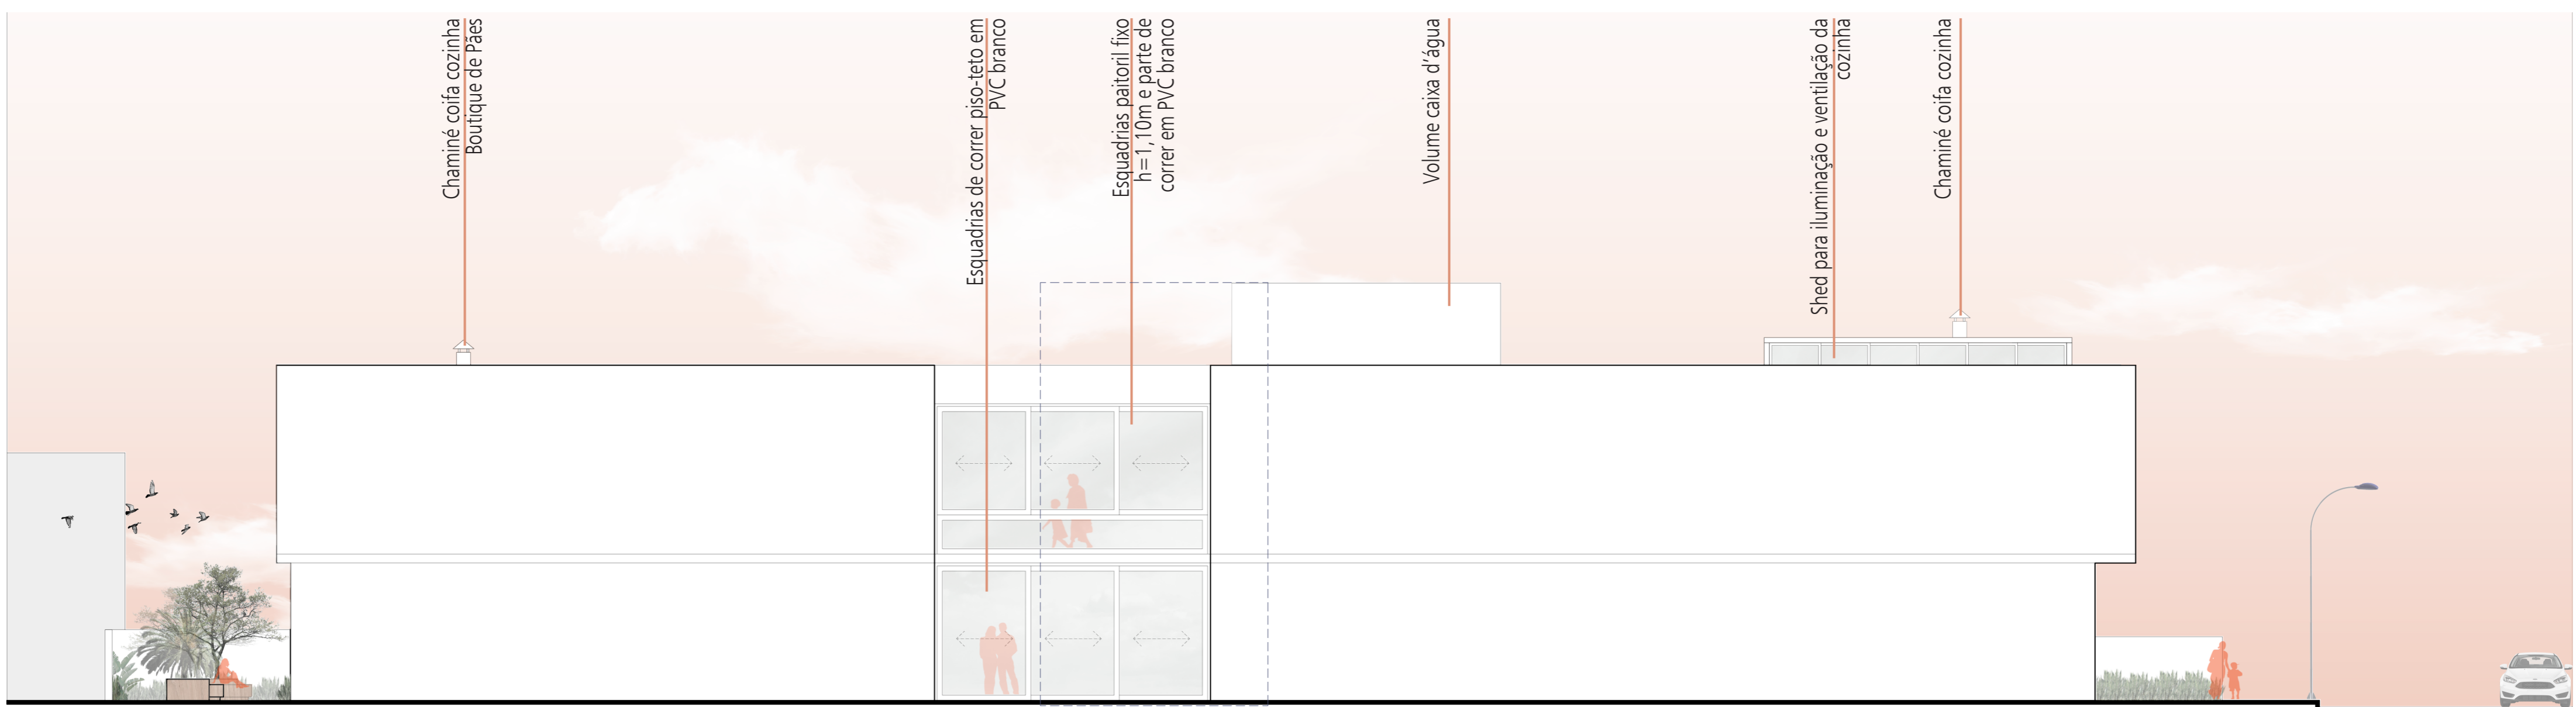 Chaminé coifa cozinha
Boutique de Pães
Esquadrias de correr piso-teto em
PVC branco
Esquadrias paitoril fixo
h=1,10m e parte de
correr em PVC branco
Volume caixa d'água
Shed para iluminação e ventilação da
cozinha
Chaminé coifa cozinha